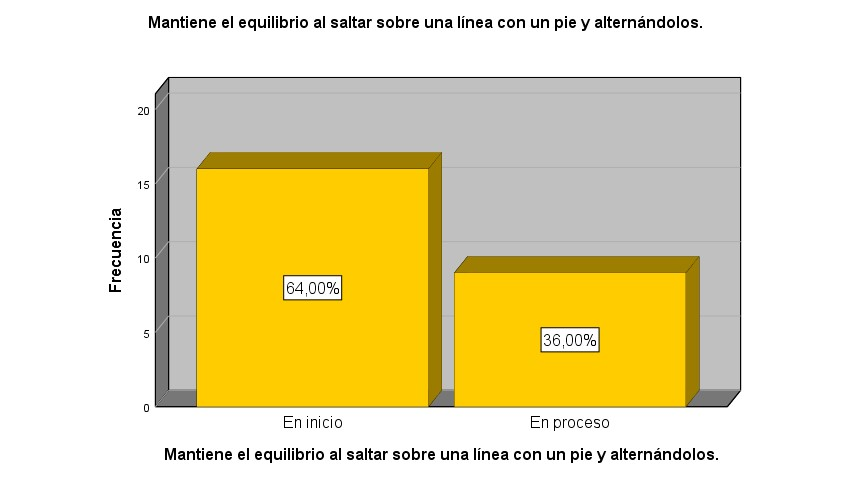 Mantiene el equilibrio al saltar sobre una línea con un pie y alternándolos.
20
15
10
5
0
Frecuencia
64,00%
36,00%
En inicio
En proceso
Mantiene el equilibrio al saltar sobre una línea con un pie y alternándolos.